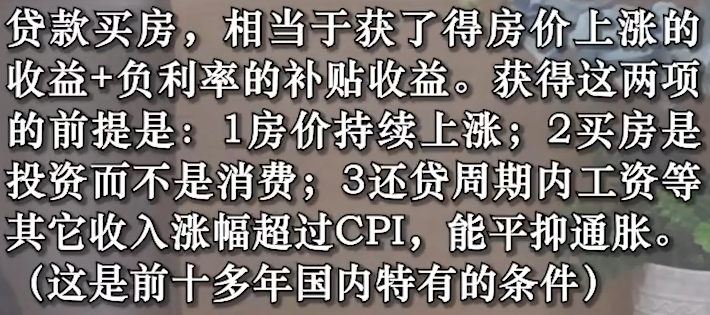 贷款买房，相当于获了得房价上涨的
收益+负利率的补贴收益。获得这两项
的前提是：1房价持续上涨；2买房是
投资而不是消费；3还贷周期内工资等
其它收入涨幅超过CPI，能平抑通胀。
（这是前十多年国内特有的条件）